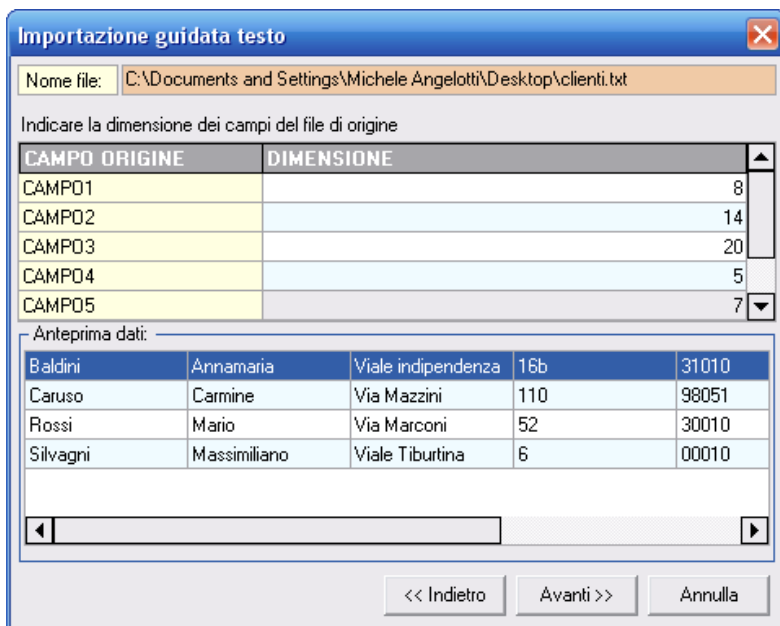 Importazione guidata testo
Nome file: C:\Documents and Settings\Michele Angelotti\Desktop\clienti.txt
Indicare la dimensione dei campi del file di origine
CAMPO ORIGINE DIMENSIONE
CAMPO1 8
CAMPO2 14
CAMPO3 20
CAMPO4 5
CAMPO5 7
Anteprima dati:
Baldini Annamaria Viale indipendenza 16b 31010
Caruso Carmine Via Mazzini 110 98051
Rossi Mario Via Marconi 52 30010
Silvagni Massimiliano Viale Tiburtina 6 00010
<< Indietro Avanti >> Annulla